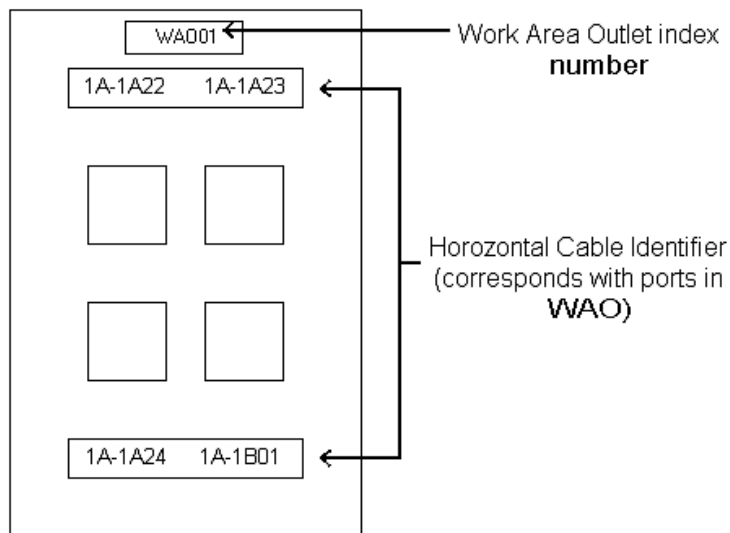 WA001
Work Area Outlet index
number
1A-1A22 1A-1A23
Horozontal Cable Identifier
(corresponds with ports in
WAO)
1A-1A24 1A-1B01